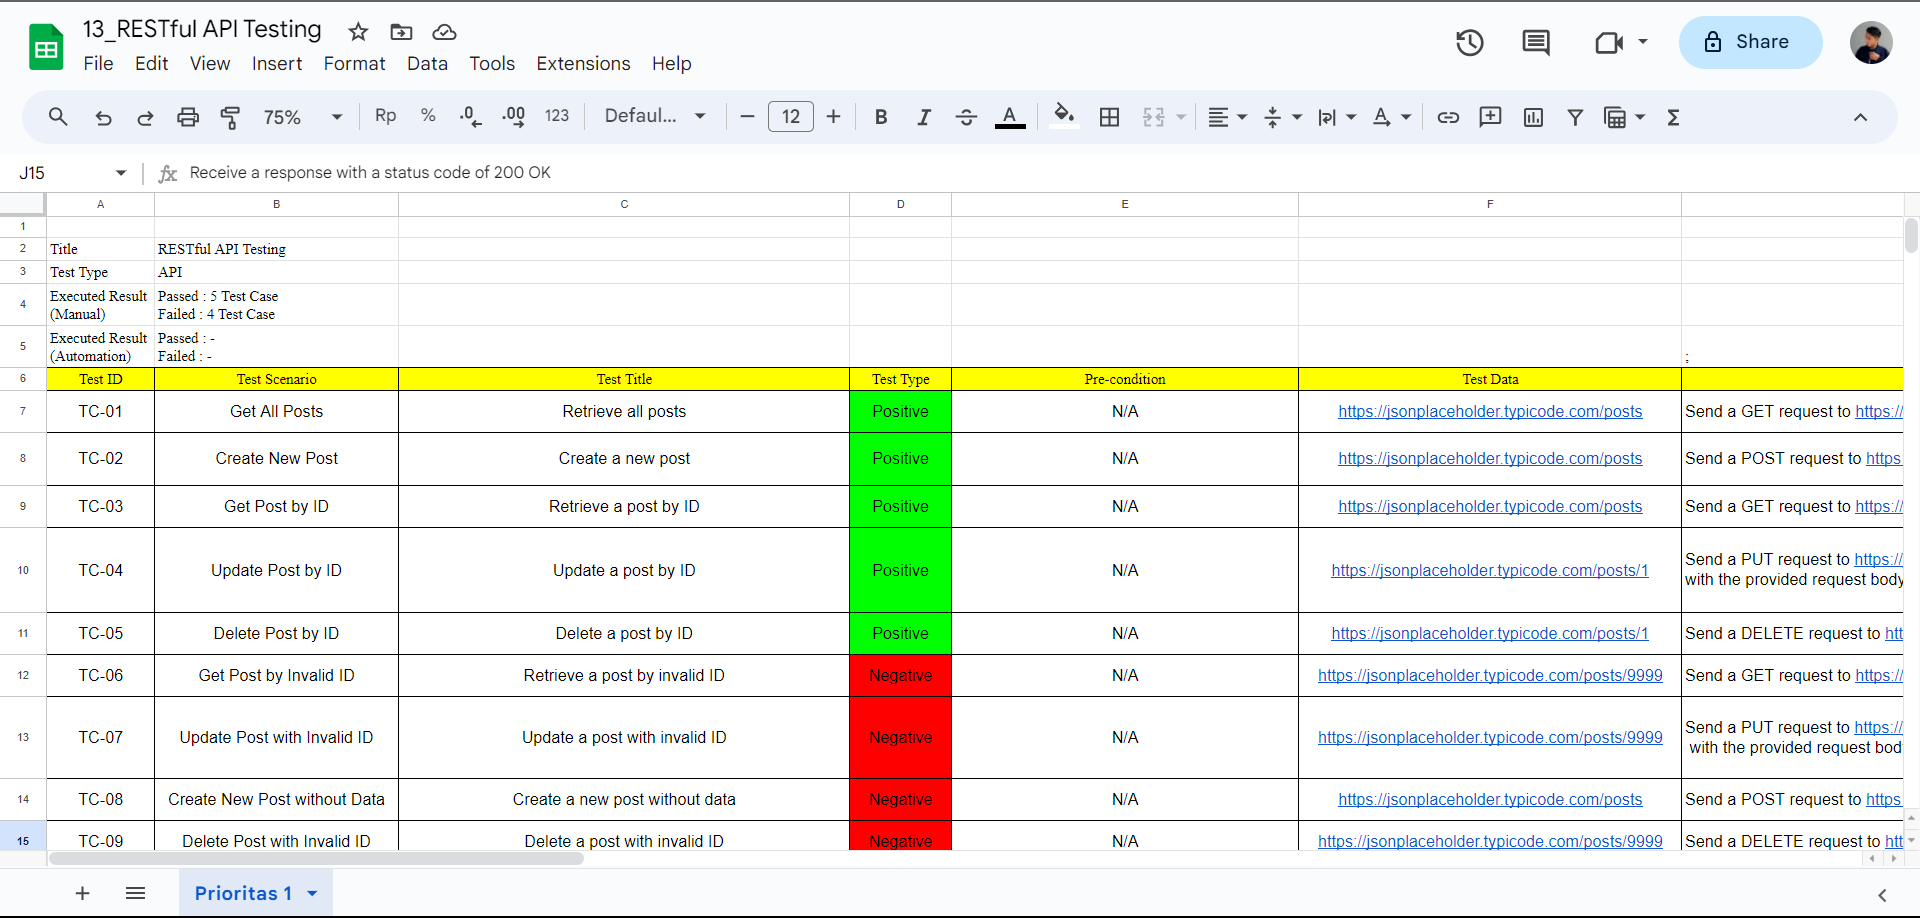 13_RESTful API Testing
File Edit View Insert Format Data Tools Extensions Help
Share
75% Rp % .0 .00 123 Defaul... 12 B I S A Σ
J15 fx Receive a response with a status code of 200 OK
A B C D E F
1
2 Title RESTful API Testing
3 Test Type API
4 Executed Result (Manual) Passed : 5 Test Case
Failed : 4 Test Case
5 Executed Result (Automation) Passed : -
Failed : -
;
6 Test ID Test Scenario Test Title Test Type Pre-condition Test Data
7 TC-01 Get All Posts Retrieve all posts Positive N/A https://jsonplaceholder.typicode.com/posts Send a GET request to https://
8 TC-02 Create New Post Create a new post Positive N/A https://jsonplaceholder.typicode.com/posts Send a POST request to https
9 TC-03 Get Post by ID Retrieve a post by ID Positive N/A https://jsonplaceholder.typicode.com/posts Send a GET request to https://
10 TC-04 Update Post by ID Update a post by ID Positive N/A https://jsonplaceholder.typicode.com/posts/1 Send a PUT request to https://
with the provided request body
11 TC-05 Delete Post by ID Delete a post by ID Positive N/A https://jsonplaceholder.typicode.com/posts/1 Send a DELETE request to htt
12 TC-06 Get Post by Invalid ID Retrieve a post by invalid ID Negative N/A https://jsonplaceholder.typicode.com/posts/9999 Send a GET request to https://
13 TC-07 Update Post with Invalid ID Update a post with invalid ID Negative N/A https://jsonplaceholder.typicode.com/posts/9999 Send a PUT request to https://
with the provided request bod
14 TC-08 Create New Post without Data Create a new post without data Negative N/A https://jsonplaceholder.typicode.com/posts Send a POST request to https
15 TC-09 Delete Post with Invalid ID Delete a post with invalid ID Negative N/A https://jsonplaceholder.typicode.com/posts/9999 Send a DELETE request to htt
Prioritas 1